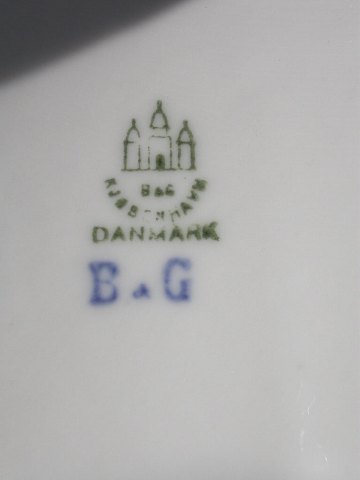 B&G
KJØBENHAVN
DANMARK
B & G